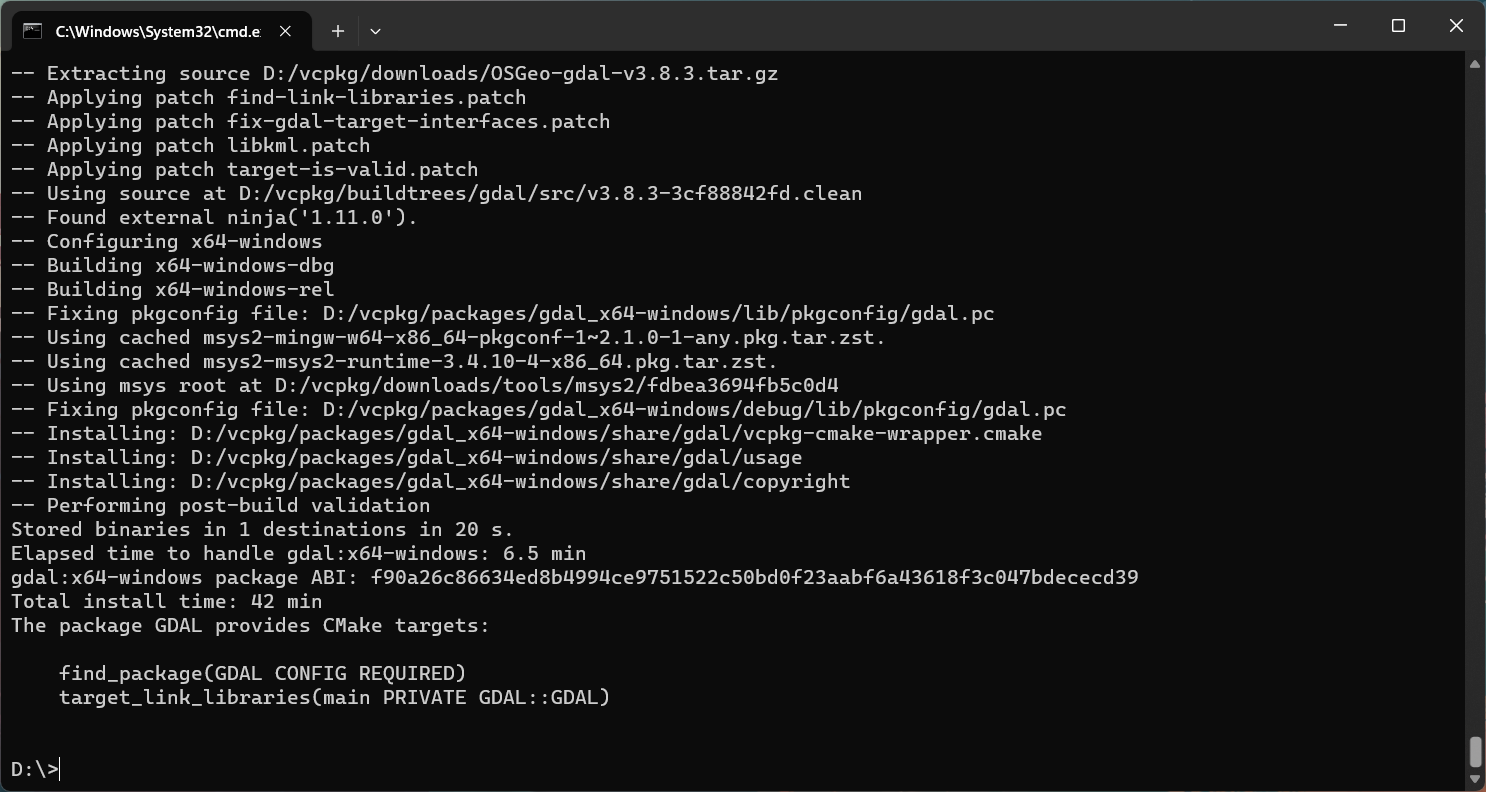 C:\Windows\System32\cmd.e
-- Extracting source D:/vcpkg/downloads/OSGeo-gdal-v3.8.3.tar.gz
-- Applying patch find-link-libraries.patch
-- Applying patch fix-gdal-target-interfaces.patch
-- Applying patch libkml.patch
-- Applying patch target-is-valid.patch
-- Using source at D:/vcpkg/buildtrees/gdal/src/v3.8.3-3cf88842fd.clean
-- Found external ninja('1.11.0').
-- Configuring x64-windows
-- Building x64-windows-dbg
-- Building x64-windows-rel
-- Fixing pkgconfig file: D:/vcpkg/packages/gdal_x64-windows/lib/pkgconfig/gdal.pc
-- Using cached msys2-mingw-w64-x86_64-pkgconf-1~2.1.0-1-any.pkg.tar.zst.
-- Using cached msys2-msys2-runtime-3.4.10-4-x86_64.pkg.tar.zst.
-- Using msys root at D:/vcpkg/downloads/tools/msys2/fdbea3694fb5c0d4
-- Fixing pkgconfig file: D:/vcpkg/packages/gdal_x64-windows/debug/lib/pkgconfig/gdal.pc
-- Installing: D:/vcpkg/packages/gdal_x64-windows/share/gdal/vcpkg-cmake-wrapper.cmake
-- Installing: D:/vcpkg/packages/gdal_x64-windows/share/gdal/usage
-- Installing: D:/vcpkg/packages/gdal_x64-windows/share/gdal/copyright
-- Performing post-build validation
Stored binaries in 1 destinations in 20 s.
Elapsed time to handle gdal:x64-windows: 6.5 min
gdal:x64-windows package ABI: f90a26c86634ed8b4994ce9751522c50bd0f23aabf6a43618f3c047bdececd39
Total install time: 42 min
The package GDAL provides CMake targets:
    find_package(GDAL CONFIG REQUIRED)
    target_link_libraries(main PRIVATE GDAL::GDAL)
D:\>